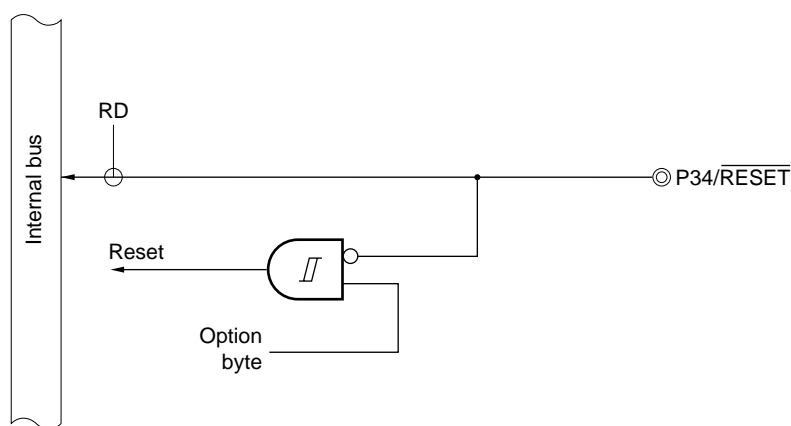 RD
Internal bus
P34/RESET
Reset
Option
byte